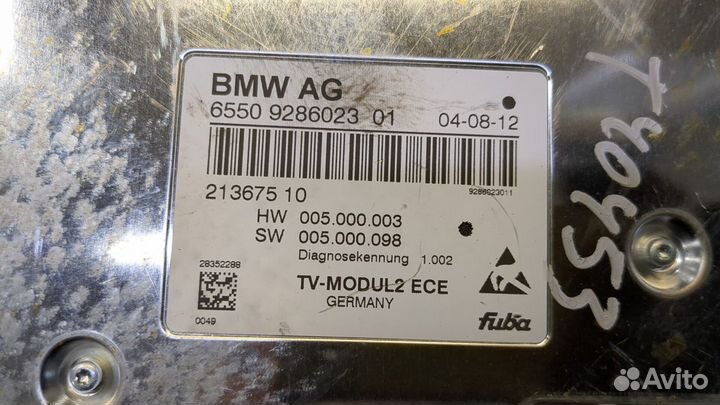 BMW AG
6550 9286023 01 04-08-12
9286023011
213675 10
HW 005.000.003
SW 005.000.098
Diagnosekennung 1.002
28352288
TV-MODUL2 ECE
GERMANY
0049
fuba
T40453
Avito